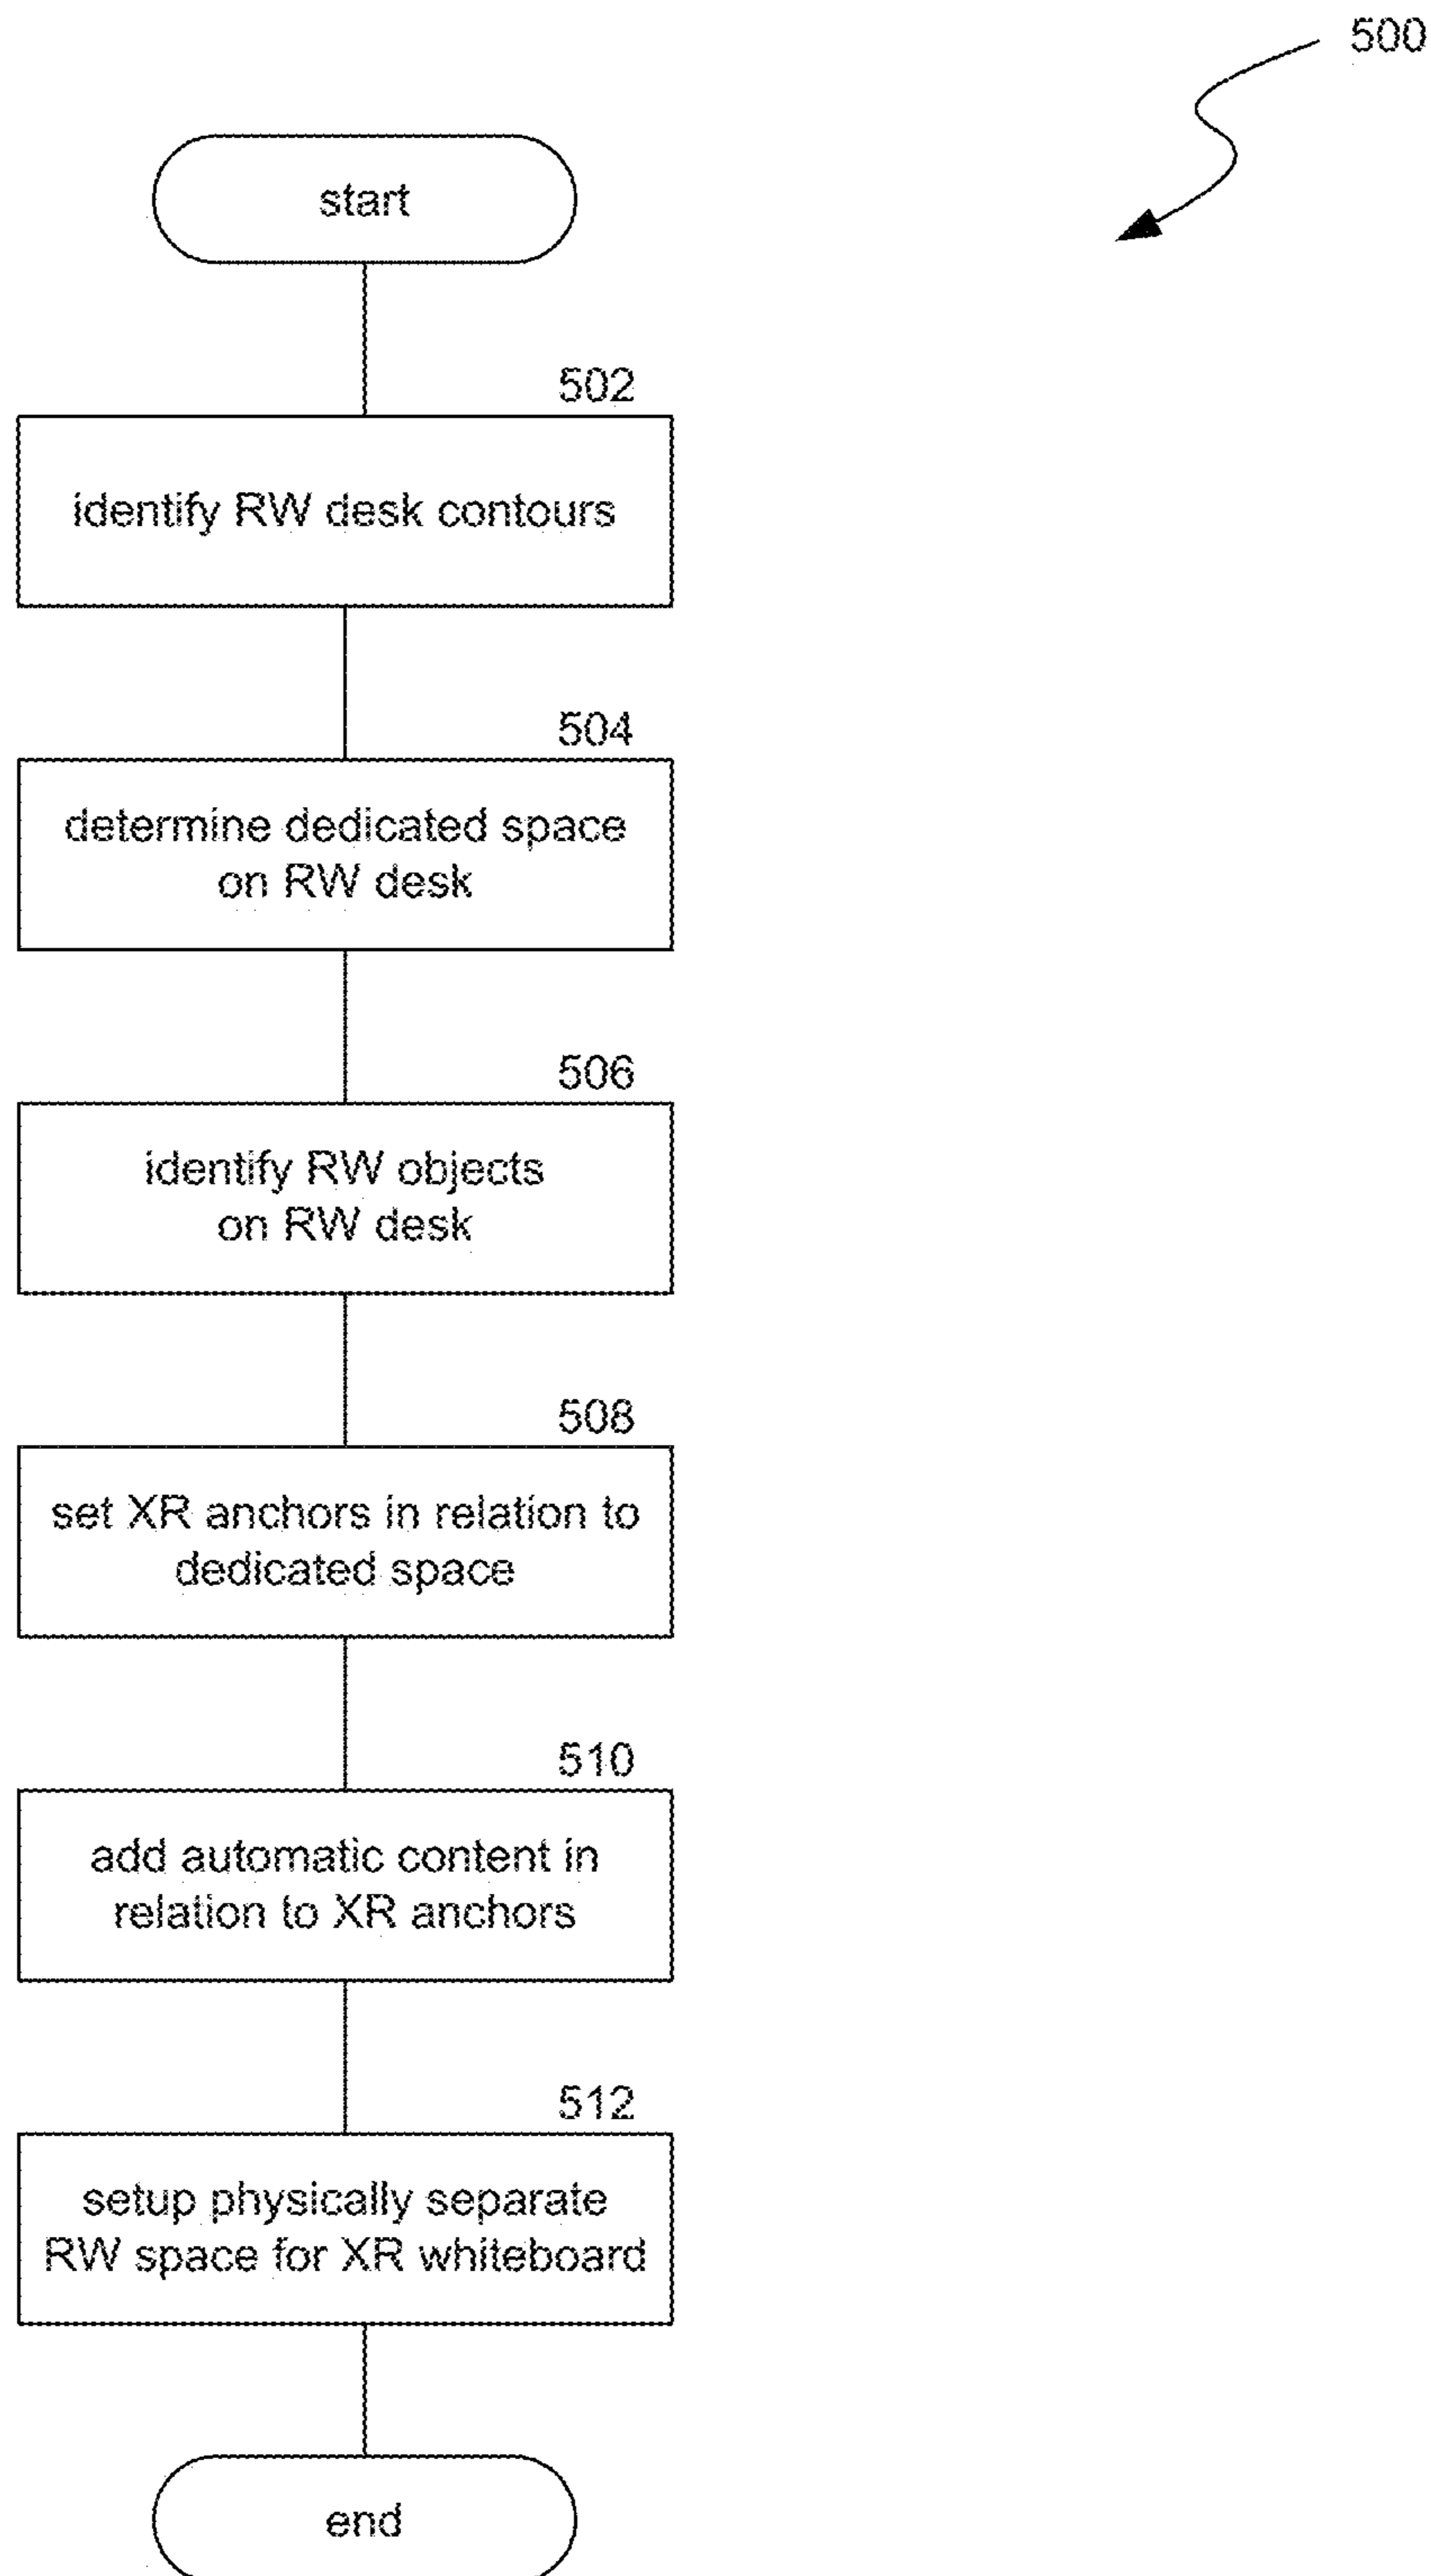 500
start
502
identify RW desk contours
504
determine dedicated space
on RW desk
506
identify RW objects
on RW desk
508
set XR anchors in relation to
dedicated space
510
add automatic content in
relation to XR anchors
512
setup physically separate
RW space for XR whiteboard
end